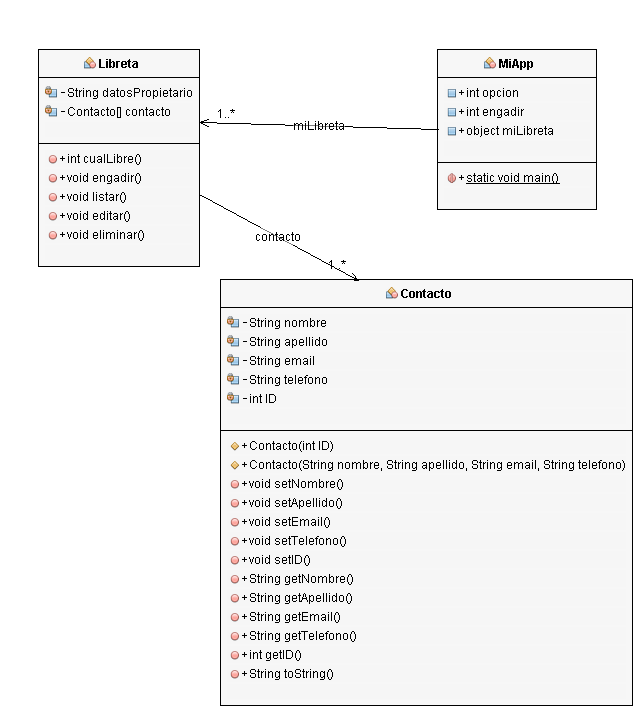 Libreta
- String datosPropietario
- Contacto[] contacto
+ int cualLibre()
+ void engadir()
+ void listar()
+ void editar()
+ void eliminar()
MiApp
+ int opcion
+ int engadir
+ object miLibreta
+ static void main()
1..*
miLibreta
contacto
1..*
Contacto
- String nombre
- String apellido
- String email
- String telefono
- int ID
+ Contacto(int ID)
+ Contacto(String nombre, String apellido, String email, String telefono)
+ void setNombre()
+ void setApellido()
+ void setEmail()
+ void setTelefono()
+ void setID()
+ String getNombre()
+ String getApellido()
+ String getEmail()
+ String getTelefono()
+ int getID()
+ String toString()